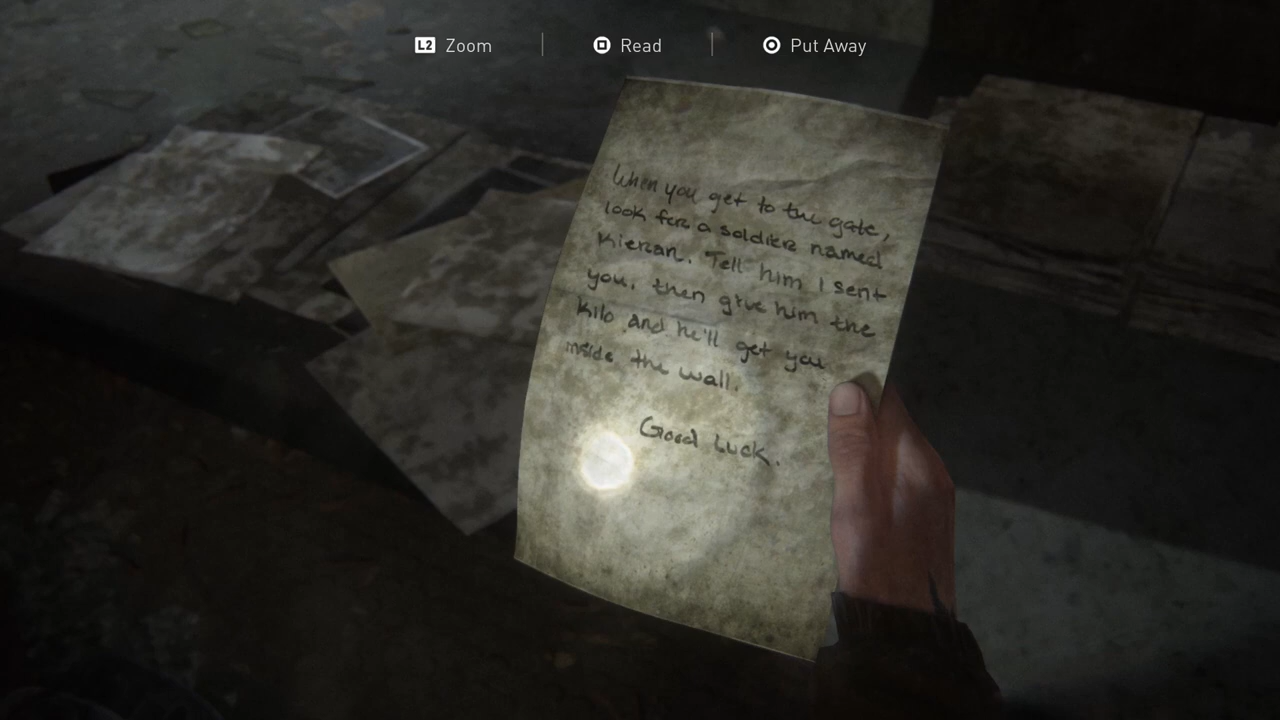 L2 Zoom | Read | Put Away
When you get to the gate,
look for a soldier named
Kieran. Tell him I sent
you, then give him the
kilo and he'll get you
inside the wall.
Good Luck.